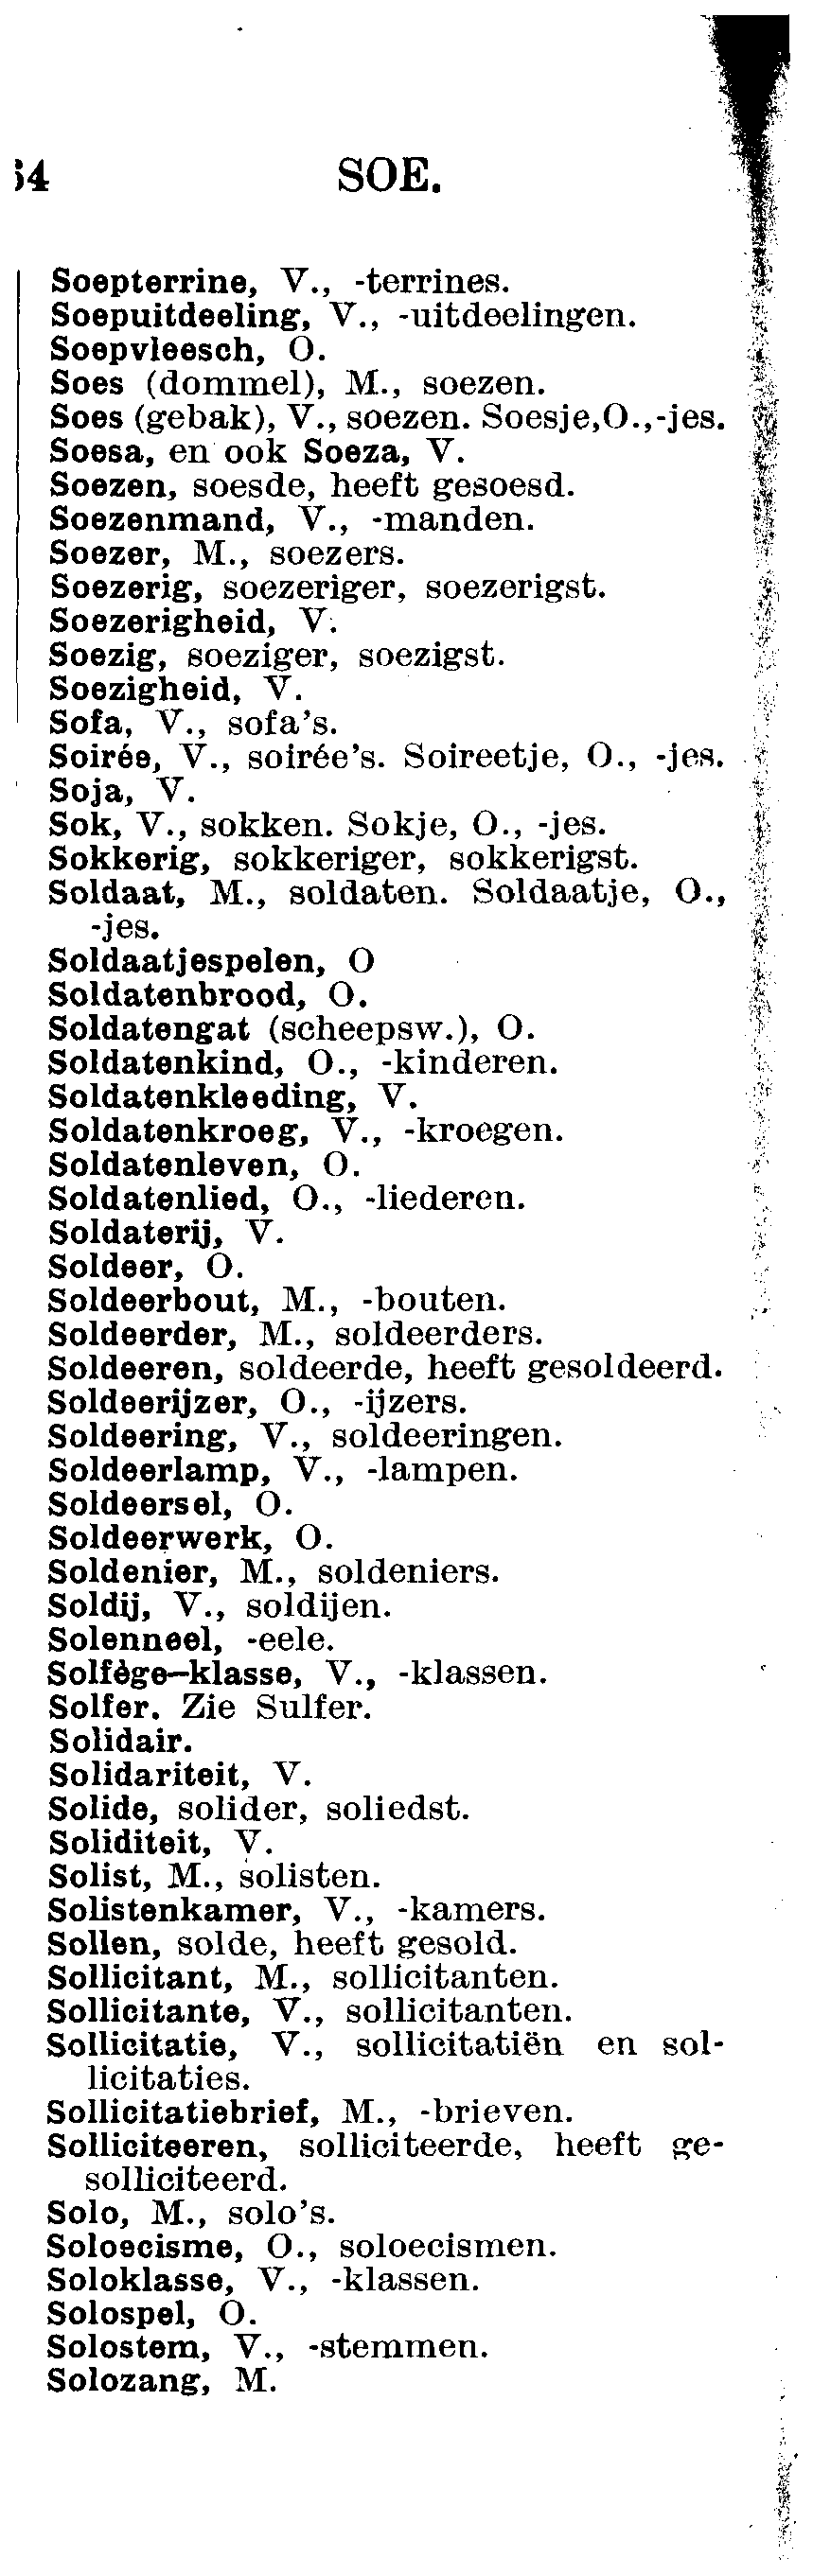 64 SOE.
Soepterrine, V., -terrines.
Soepuitdeeling, V., -uitdeelingen.
Soepvleesch, O.
Soes (dommel), M., soezen.
Soes (gebak), V., soezen. Soesje,O.,-jes.
Soesa, en ook Soeza, V.
Soezen, soesde, heeft gesoesd.
Soezenmand, V., -manden.
Soezer, M., soezers.
Soezerig, soezeriger, soezerigst.
Soezerigheid, V.
Soezig, soeziger, soezigst.
Soezigheid, V.
Sofa, V., sofa's.
Soirée, V., soirée's. Soireetje, O., -jes.
Soja, V.
Sok, V., sokken. Sokje, O., -jes.
Sokkerig, sokkeriger, sokkerigst.
Soldaat, M., soldaten. Soldaatje, O.,
-jes.
Soldaatjespelen, O
Soldatenbrood, O.
Soldatengat (scheepsw.), O.
Soldatenkind, O., -kinderen.
Soldatenkleeding, V.
Soldatenkroeg, V., -kroegen.
Soldatenleven, O.
Soldatenlied, O., -liederen.
Soldaterij, V.
Soldeer, O.
Soldeerbout, M., -bouten.
Soldeerder, M., soldeerders.
Soldeeren, soldeerde, heeft gesoldeerd.
Soldeerijzer, O., -ijzers.
Soldeering, V., soldeeringen.
Soldeerlamp, V., -lampen.
Soldeersel, O.
Soldeerwerk, O.
Soldenier, M., soldeniers.
Soldij, V., soldijen.
Solenneel, -eele.
Solfège-klasse, V., -klassen.
Solfer. Zie Sulfer.
Solidair.
Solidariteit, V.
Solide, solider, soliedst.
Soliditeit, V.
Solist, M., solisten.
Solistenkamer, V., -kamers.
Sollen, solde, heeft gesold.
Sollicitant, M., sollicitanten.
Sollicitante, V., sollicitanten.
Sollicitatie, V., sollicitatiën en sol-
licitaties.
Sollicitatiebrief, M., -brieven.
Solliciteeren, solliciteerde, heeft ge-
solliciteerd.
Solo, M., solo's.
Soloecisme, O., soloecismen.
Soloklasse, V., -klassen.
Solospel, O.
Solostem, V., -stemmen.
Solozang, M.